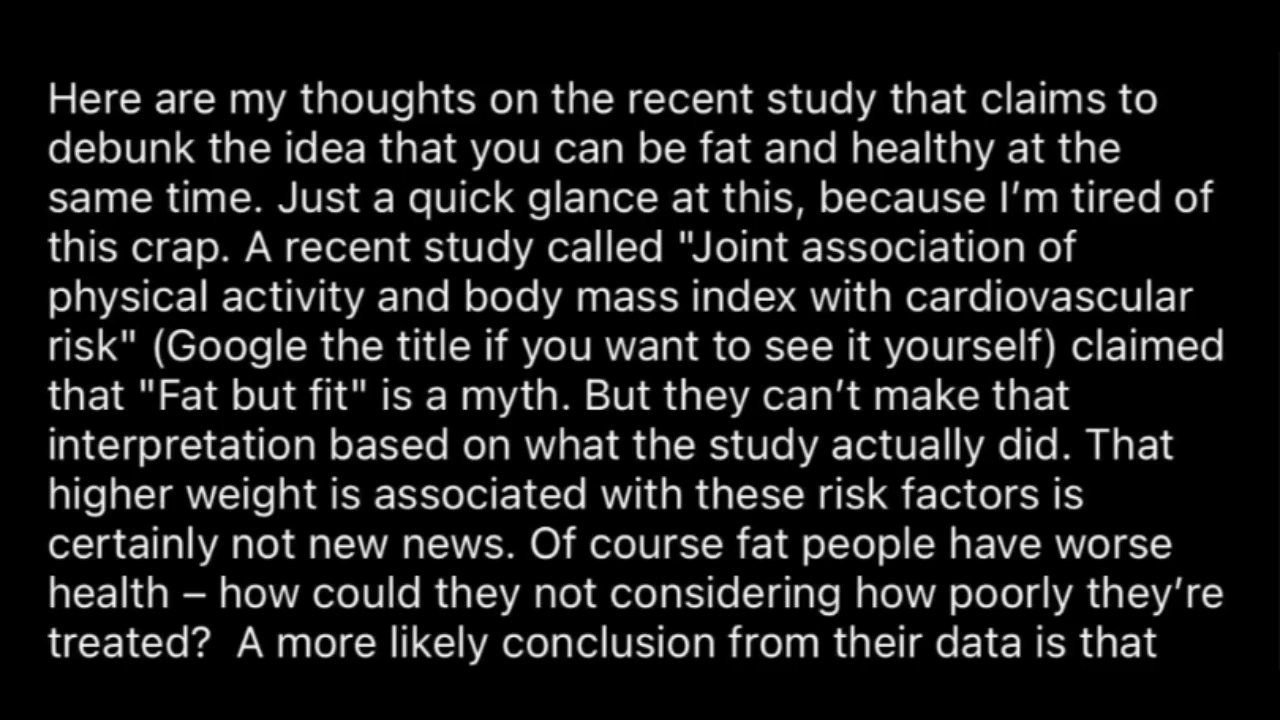 Here are my thoughts on the recent study that claims to
debunk the idea that you can be fat and healthy at the
same time. Just a quick glance at this, because I’m tired of
this crap. A recent study called "Joint association of
physical activity and body mass index with cardiovascular
risk" (Google the title if you want to see it yourself) claimed
that "Fat but fit" is a myth. But they can’t make that
interpretation based on what the study actually did. That
higher weight is associated with these risk factors is
certainly not new news. Of course fat people have worse
health – how could they not considering how poorly they’re
treated?  A more likely conclusion from their data is that